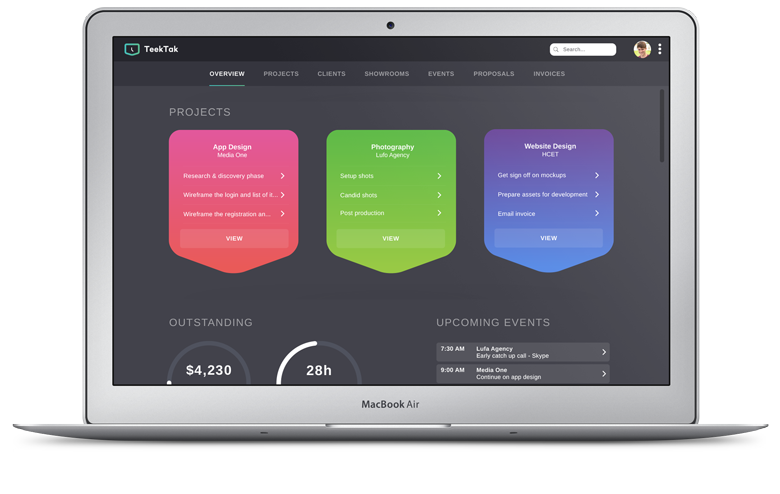 TeekTak
Search...
OVERVIEW PROJECTS CLIENTS SHOWROOMS EVENTS PROPOSALS INVOICES
PROJECTS
App Design
Media One
Research & discovery phase
Wireframe the login and list of it...
Wireframe the registration an...
VIEW
Photography
Lufo Agency
Setup shots
Candid shots
Post production
VIEW
Website Design
HCET
Get sign off on mockups
Prepare assets for development
Email invoice
VIEW
OUTSTANDING
$4,230
28h
UPCOMING EVENTS
7:30 AM Lufa Agency
Early catch up call - Skype
9:00 AM Media One
Continue on app design
MacBook Air